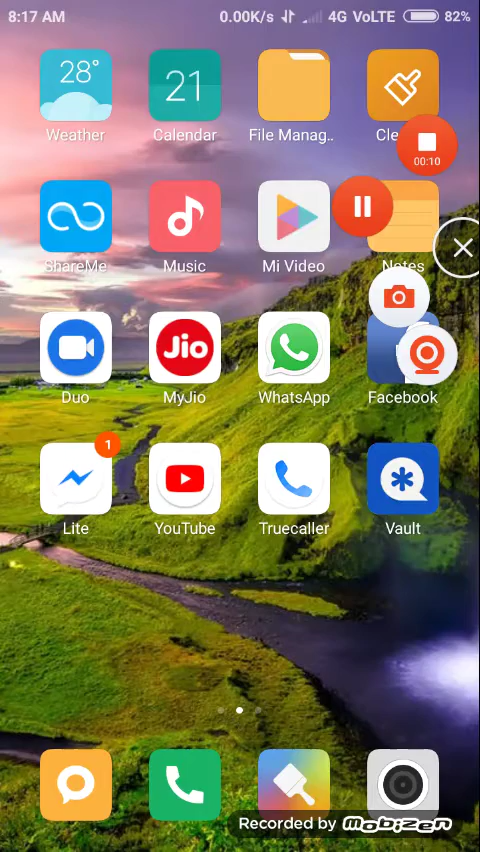 8:17 AM 0.00K/s 4G VoLTE 82%
28°
21
Weather Calendar File Manag.. Cle
00:10
ShareMe Music Mi Video Notes
Jio
Duo MyJio WhatsApp Facebook
1
Lite YouTube Truecaller Vault
Recorded by Mobizen